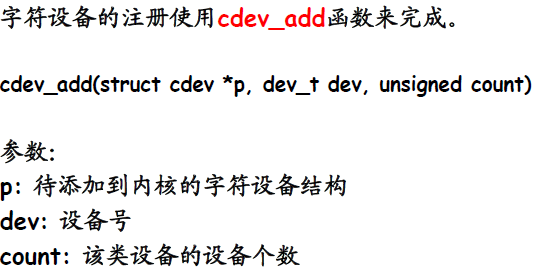 字符设备的注册使用cdev_add函数来完成。
cdev_add(struct cdev *p, dev_t dev, unsigned count)
参数:
p: 待添加到内核的字符设备结构
dev: 设备号
count: 该类设备的设备个数